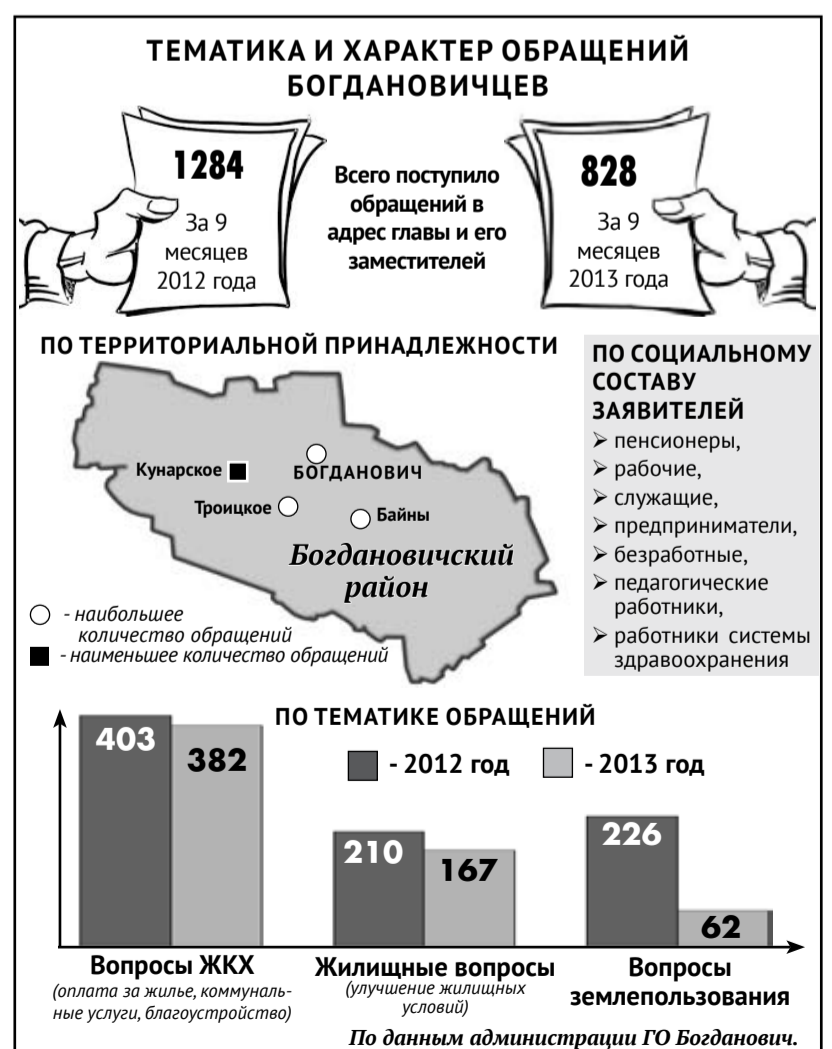 ТЕМАТИКА И ХАРАКТЕР ОБРАЩЕНИЙ
БОГДАНОВИЧЦЕВ
1284
За 9
месяцев
2012 года
Всего поступило
обращений в
адрес главы и его
заместителей
828
За 9
месяцев
2013 года
ПО ТЕРРИТОРИАЛЬНОЙ ПРИНАДЛЕЖНОСТИ
Кунарское
БОГДАНОВИЧ
Троицкое
Байны
Богдановичский
район
- наибольшее
количество обращений
- наименьшее количество обращений
ПО СОЦИАЛЬНОМУ
СОСТАВУ
ЗАЯВИТЕЛЕЙ
➢ пенсионеры,
➢ рабочие,
➢ служащие,
➢ предприниматели,
➢ безработные,
➢ педагогические
работники,
➢ работники системы
здравоохранения
ПО ТЕМАТИКЕ ОБРАЩЕНИЙ
- 2012 год
- 2013 год
403
382
210
167
226
62
Вопросы ЖКХ
(оплата за жилье, коммуналь-
ные услуги, благоустройство)
Жилищные вопросы
(улучшение жилищных
условий)
Вопросы
землепользования
По данным администрации ГО Богданович.